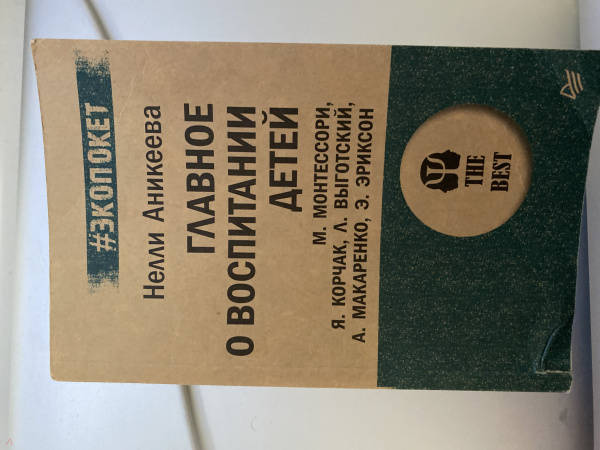 #ЭКОПОКЕТ
Нелли Аникеева
ГЛАВНОЕ
О ВОСПИТАНИИ
ДЕТЕЙ
М. МОНТЕССОРИ,
Я. КОРЧАК, Л. ВЫГОТСКИЙ,
А. МАКАРЕНКО, Э. ЭРИКСОН
THE
BEST